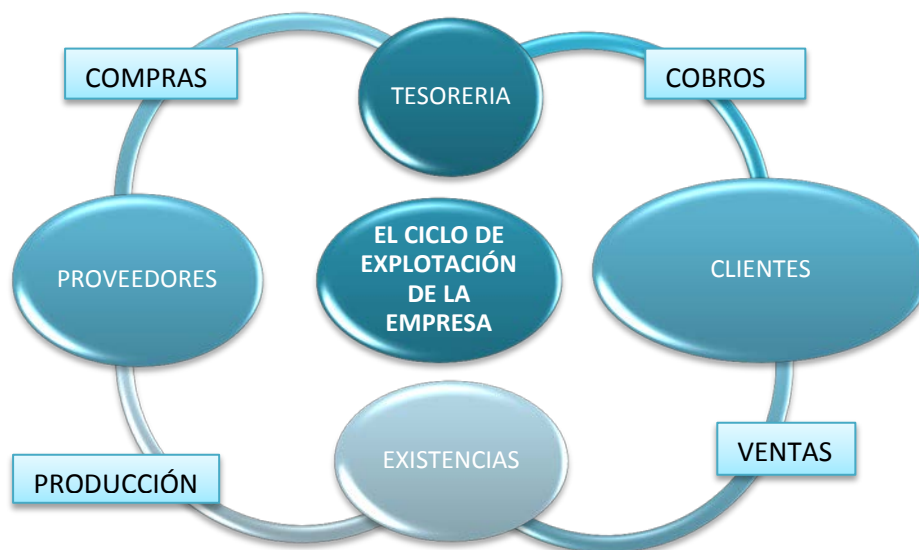 COMPRAS
TESORERIA
COBROS
PROVEEDORES
EL CICLO DE
EXPLOTACIÓN
DE LA
EMPRESA
CLIENTES
PRODUCCIÓN
EXISTENCIAS
VENTAS